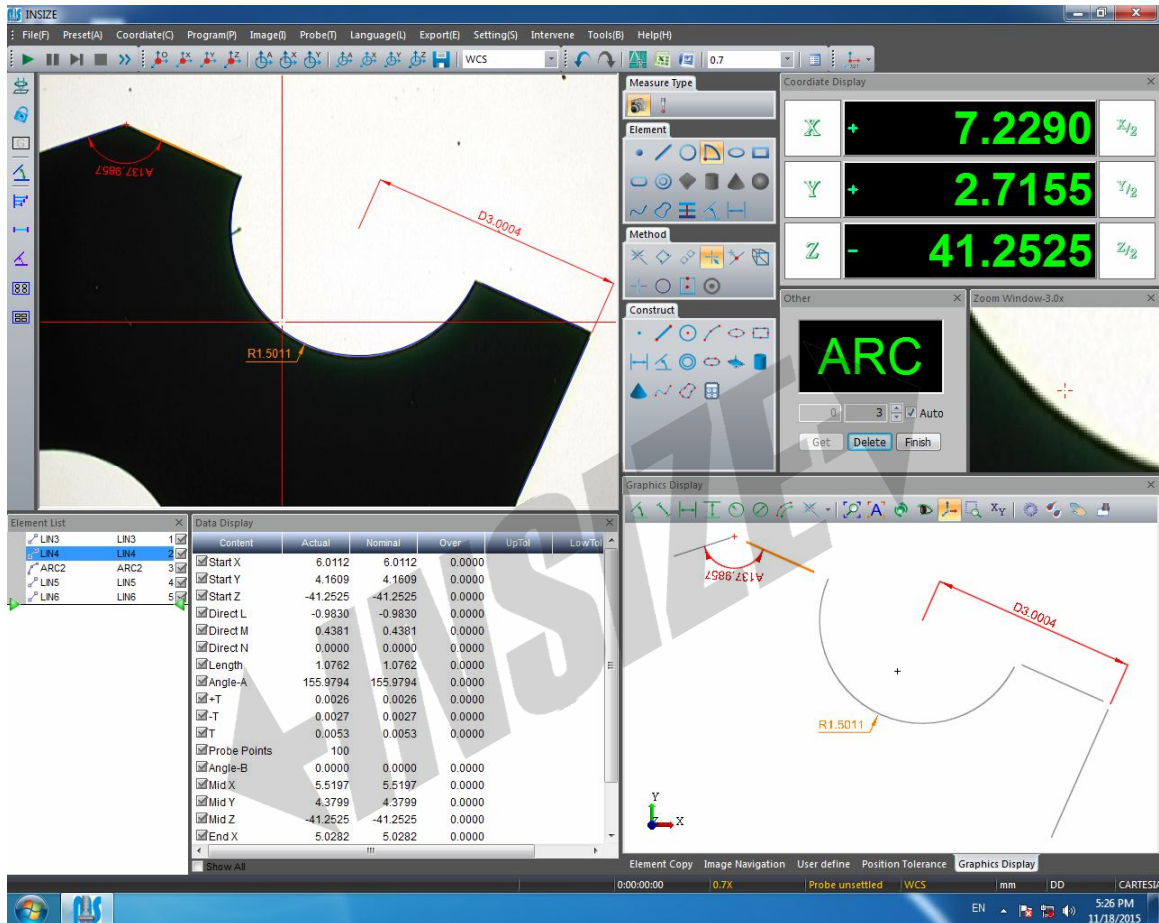 INSIZE
File(F) Preset(A) Coordiate(C) Program(P) Image(I) Probe(T) Language(L) Export(E) Setting(S) Intervene Tools(B) Help(H)
WCS 0.7
A137.9857
D3.0004
R1.5011
Measure Type
Element
Method
Construct
Coordiate Display
X + 7.2290 X/2
Y + 2.7155 Y/2
Z - 41.2525 Z/2
Other
ARC
0 3 Auto
Get Delete Finish
Zoom Window-3.0x
Element List
LIN3 LIN3 1
LIN4 LIN4 2
ARC2 ARC2 3
LIN5 LIN5 4
LIN6 LIN6 5
Data Display
Content Actual Nominal Over UpTol LowTol
Start X 6.0112 6.0112 0.0000
Start Y 4.1609 4.1609 0.0000
Start Z -41.2525 -41.2525 0.0000
Direct L -0.9830 -0.9830 0.0000
Direct M 0.4381 0.4381 0.0000
Direct N 0.0000 0.0000 0.0000
Length 1.0762 1.0762 0.0000
Angle-A 155.9794 155.9794 0.0000
+T 0.0026 0.0026 0.0000
-T 0.0027 0.0027 0.0000
T 0.0053 0.0053 0.0000
Probe Points 100
Angle-B 0.0000 0.0000 0.0000
Mid X 5.5197 5.5197 0.0000
Mid Y 4.3799 4.3799 0.0000
Mid Z -41.2525 -41.2525 0.0000
End X 5.0282 5.0282 0.0000
Show All
Graphics Display
A137.9857
D3.0004
R1.5011
Y
Z X
INSIZE
Element Copy Image Navigation User define Position Tolerance Graphics Display
0:00:00:00 0.7X Probe unsettled WCS mm DD CARTESIA
EN 5:26 PM
11/18/2015